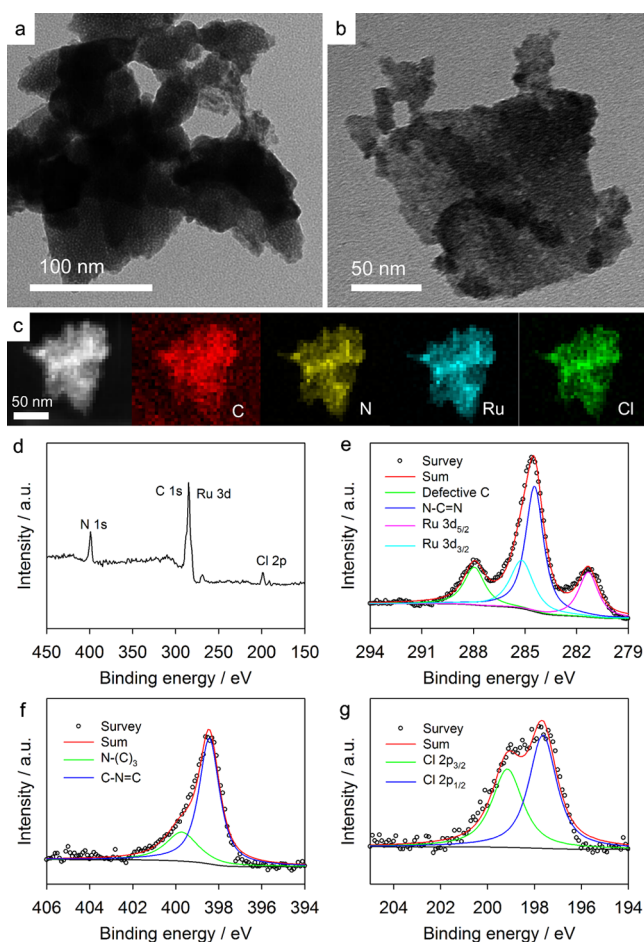 a
b
100 nm
50 nm
c
50 nm
C
N
Ru
Cl
d
Intensity / a.u.
N 1s
C 1s
Ru 3d
Cl 2p
450 400 350 300 250 200 150
Binding energy / eV
e
Intensity / a.u.
Survey
Sum
Defective C
N-C=N
Ru 3d5/2
Ru 3d3/2
294 291 288 285 282 279
Binding energy / eV
f
Intensity / a.u.
Survey
Sum
N-(C)3
C-N=C
406 404 402 400 398 396 394
Binding energy / eV
g
Intensity / a.u.
Survey
Sum
Cl 2p3/2
Cl 2p1/2
204 202 200 198 196 194
Binding energy / eV